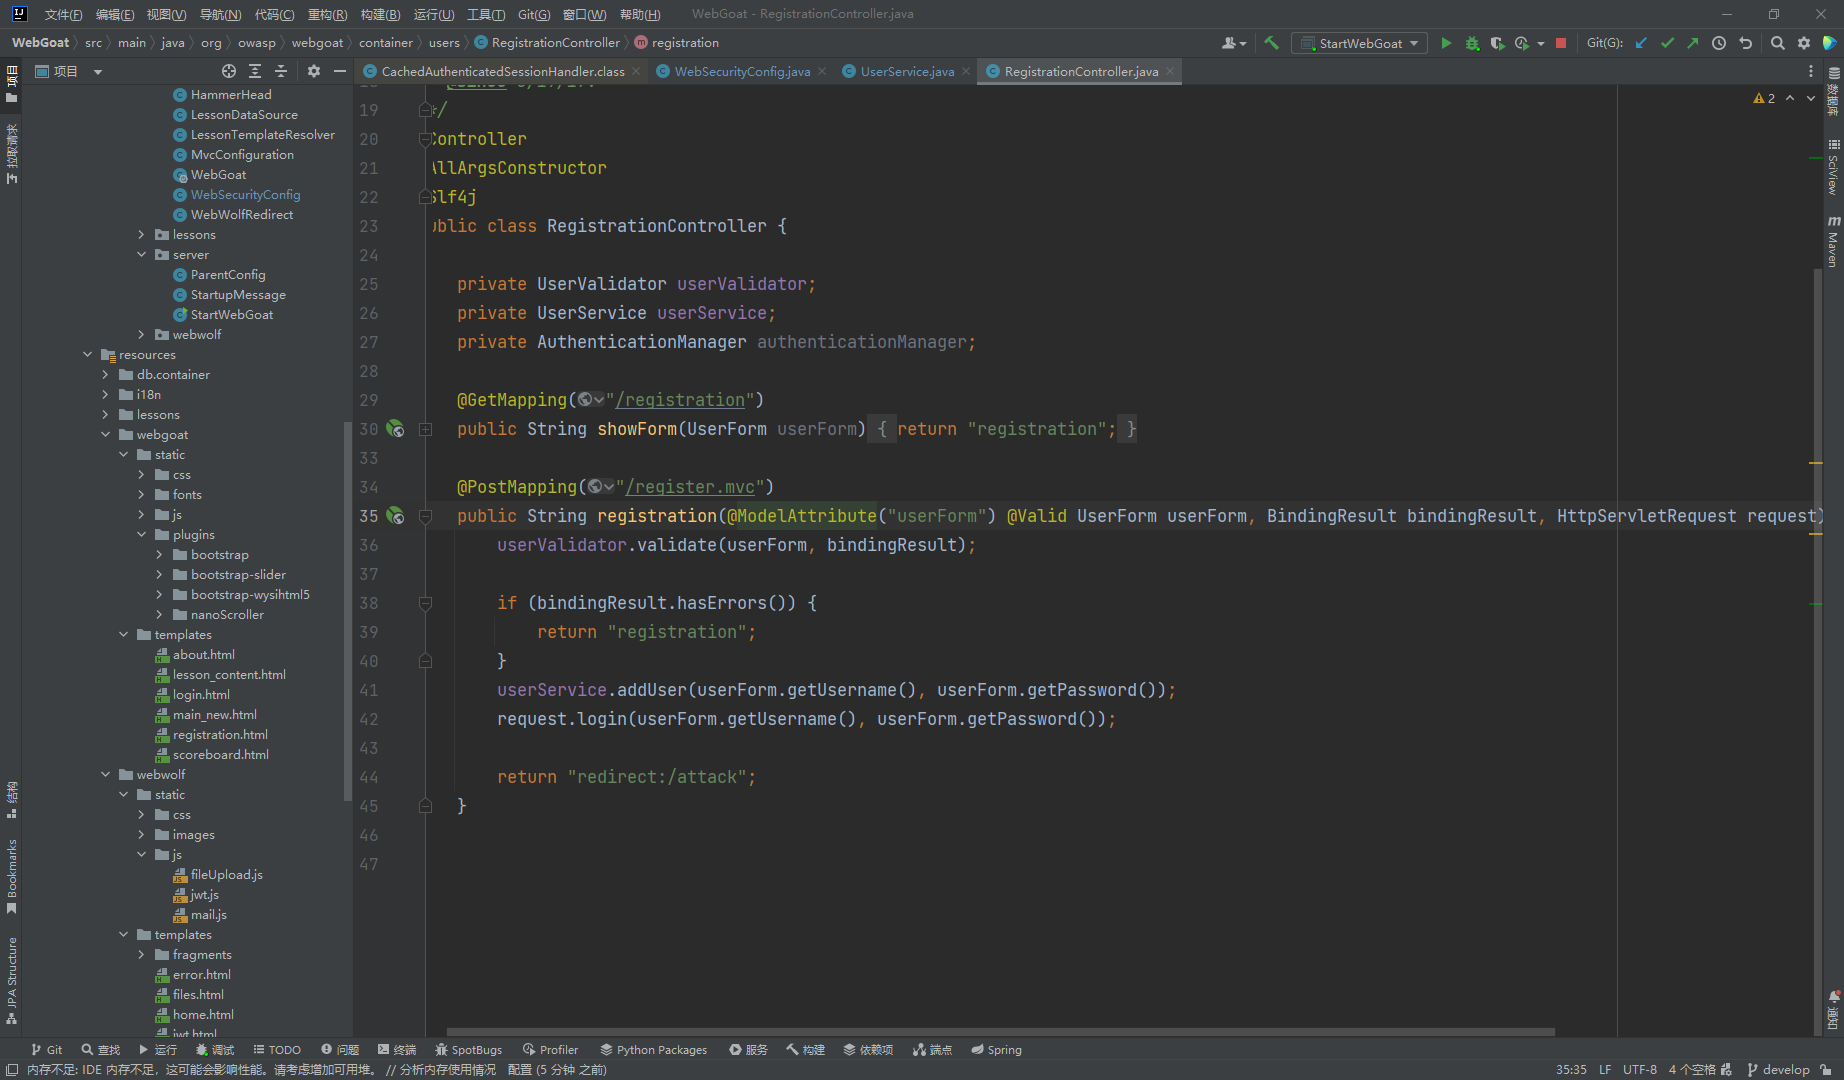 文件(F) 编辑(E) 视图(V) 导航(N) 代码(C) 重构(R) 构建(B) 运行(U) 工具(T) Git(G) 窗口(W) 帮助(H) WebGoat - RegistrationController.java
WebGoat src main java org owasp webgoat container users RegistrationController registration
StartWebGoat Git(G):
项目
CachedAuthenticatedSessionHandler.class WebSecurityConfig.java UserService.java RegistrationController.java
项目
拉取请求
结构
Bookmarks
JPA Structure
HammerHead
LessonDataSource
LessonTemplateResolver
MvcConfiguration
WebGoat
WebSecurityConfig
WebWolfRedirect
lessons
server
ParentConfig
StartupMessage
StartWebGoat
webwolf
resources
db.container
i18n
lessons
webgoat
static
css
fonts
js
plugins
bootstrap
bootstrap-slider
bootstrap-wysihtml5
nanoScroller
templates
about.html
lesson_content.html
login.html
main_new.html
registration.html
scoreboard.html
webwolf
static
css
images
js
fileUpload.js
jwt.js
mail.js
templates
fragments
error.html
files.html
home.html
jwt.html
2
19 */
20 Controller
21 AllArgsConstructor
22 Slf4j
23 public class RegistrationController {
24
25 private UserValidator userValidator;
26 private UserService userService;
27 private AuthenticationManager authenticationManager;
28
29 @GetMapping("/registration")
30 public String showForm(UserForm userForm) { return "registration"; }
33
34 @PostMapping("/register.mvc")
35 public String registration(@ModelAttribute("userForm") @Valid UserForm userForm, BindingResult bindingResult, HttpServletRequest request)
36 userValidator.validate(userForm, bindingResult);
37
38 if (bindingResult.hasErrors()) {
39 return "registration";
40 }
41 userService.addUser(userForm.getUsername(), userForm.getPassword());
42 request.login(userForm.getUsername(), userForm.getPassword());
43
44 return "redirect:/attack";
45 }
46
47
数据库
SciView
m Maven
通知
Git 查找 运行 调试 TODO 问题 终端 SpotBugs Profiler Python Packages 服务 构建 依赖项 端点 Spring
内存不足: IDE 内存不足，这可能会影响性能。请考虑增加可用堆。 // 分析内存使用情况 配置 (5 分钟 之前)
35:35 LF UTF-8 4 个空格 develop